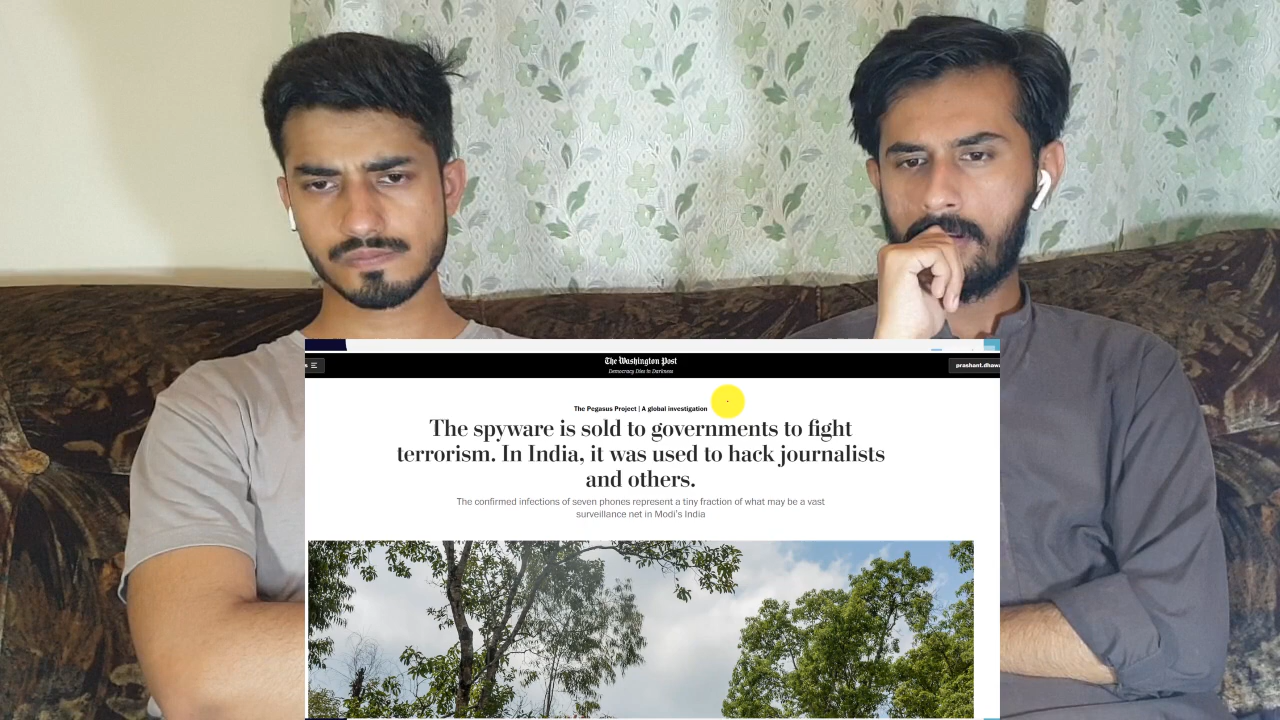 s
The Washington Post
Democracy Dies in Darkness
prashant.dhawa
The Pegasus Project | A global investigation
The spyware is sold to governments to fight
terrorism. In India, it was used to hack journalists
and others.
The confirmed infections of seven phones represent a tiny fraction of what may be a vast
surveillance net in Modi's India